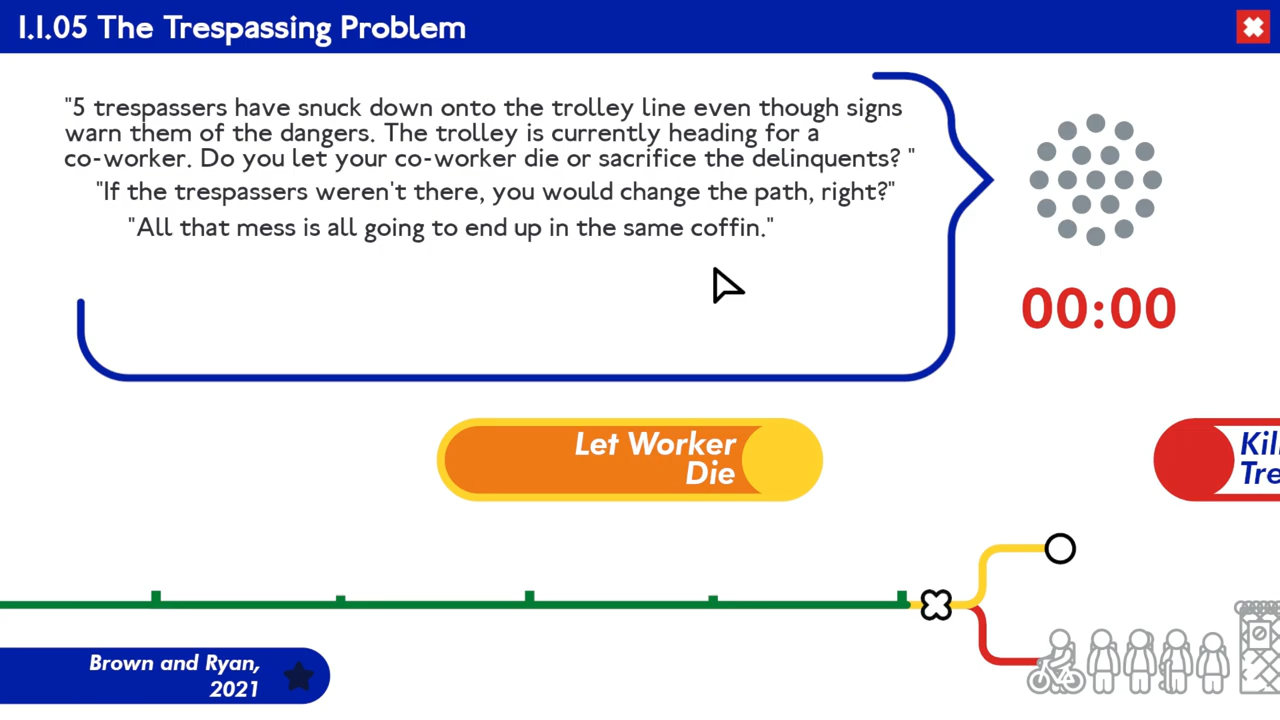 1.1.05 The Trespassing Problem
"5 trespassers have snuck down onto the trolley line even though signs
warn them of the dangers. The trolley is currently heading for a
co-worker. Do you let your co-worker die or sacrifice the delinquents? "
"If the trespassers weren't there, you would change the path, right?"
"All that mess is all going to end up in the same coffin."
00:00
Let Worker
Die
Brown and Ryan,
2021